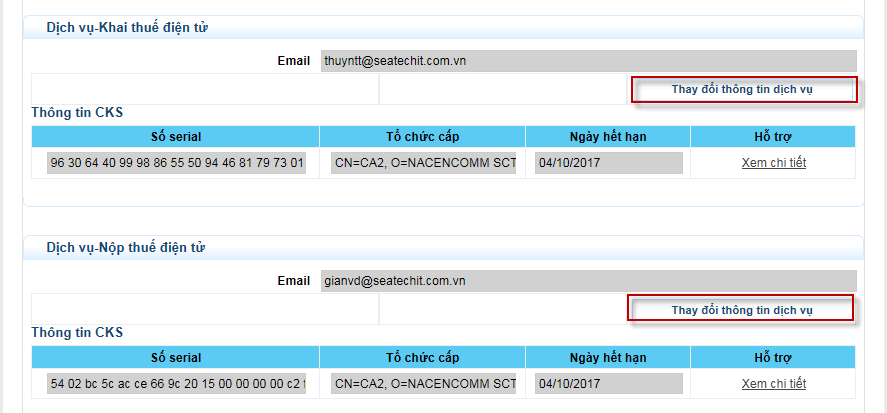 Dịch vụ-Khai thuế điện tử
Email thuyntt@seatechit.com.vn
Thay đổi thông tin dịch vụ
Thông tin CKS
Số serial Tổ chức cấp Ngày hết hạn Hỗ trợ
96 30 64 40 99 98 86 55 50 94 46 81 79 73 01 CN=CA2, O=NACENCOMM SCT 04/10/2017 Xem chi tiết
Dịch vụ-Nộp thuế điện tử
Email gianvd@seatechit.com.vn
Thay đổi thông tin dịch vụ
Thông tin CKS
Số serial Tổ chức cấp Ngày hết hạn Hỗ trợ
54 02 bc 5c ac ce 66 9c 20 15 00 00 00 00 c2 CN=CA2, O=NACENCOMM SCT 04/10/2017 Xem chi tiết